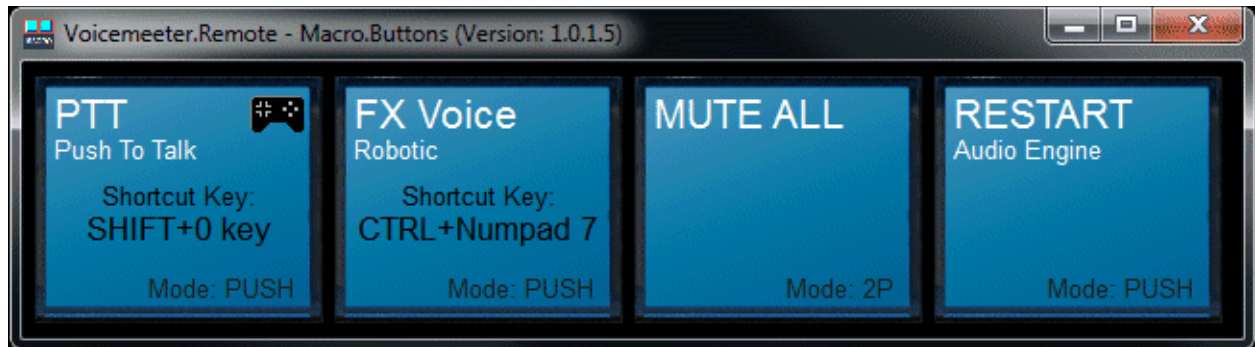 Voicemeeter.Remote - Macro.Buttons (Version: 1.0.1.5)
PTT
Push To Talk
Shortcut Key:
SHIFT+0 key
Mode: PUSH
FX Voice
Robotic
Shortcut Key:
CTRL+Numpad 7
Mode: PUSH
MUTE ALL
Mode: 2P
RESTART
Audio Engine
Mode: PUSH